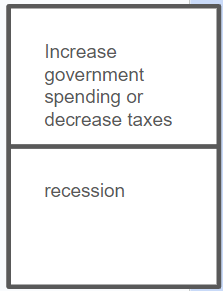 Increase
government
spending or
decrease taxes
recession